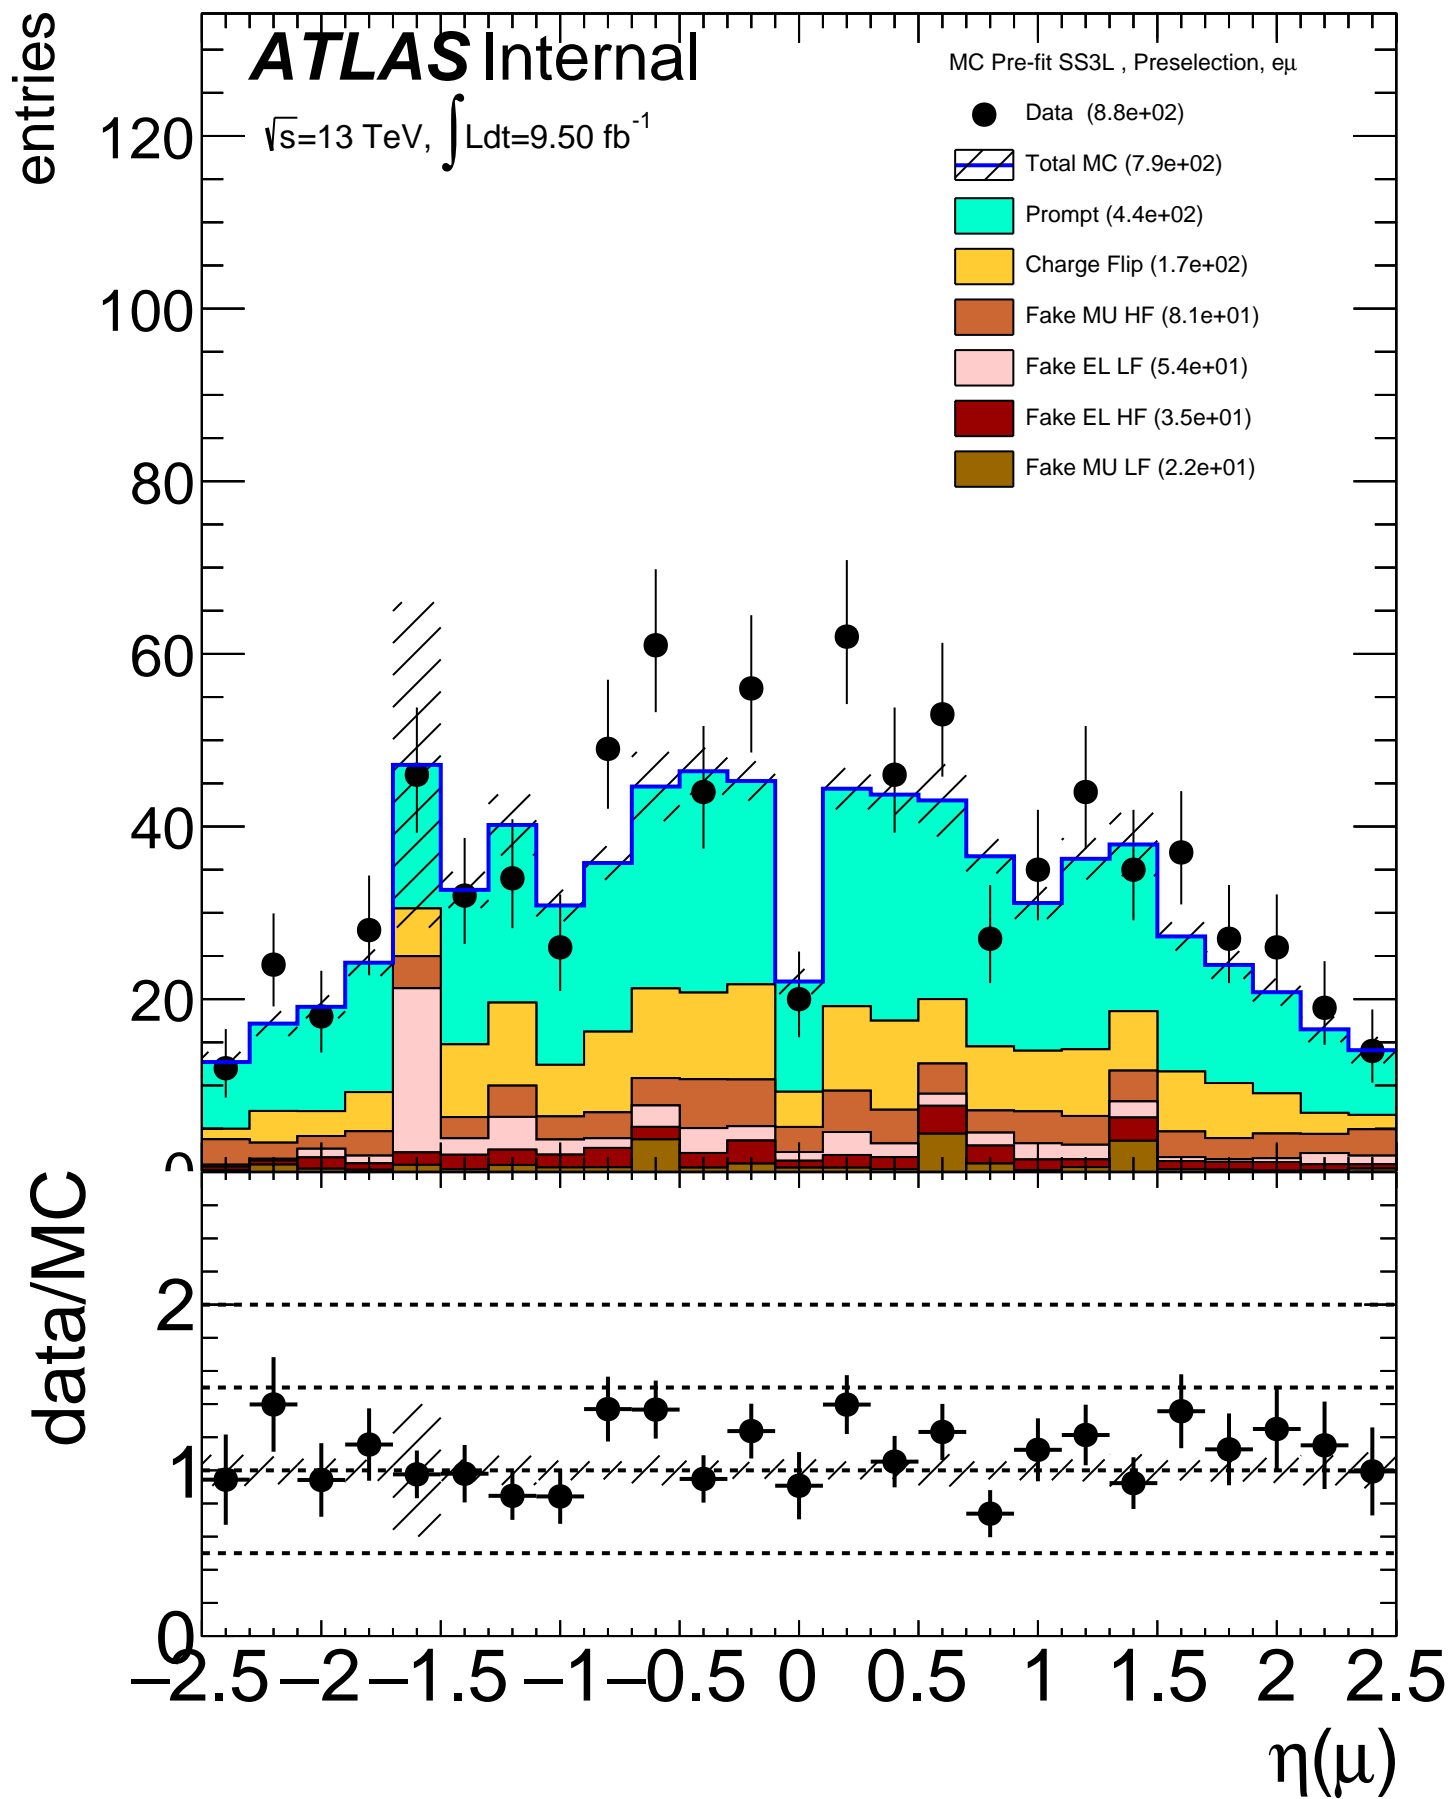 entries
ATLAS Internal
√s=13 TeV, ∫Ldt=9.50 fb⁻¹
MC Pre-fit SS3L , Preselection, eμ
Data (8.8e+02)
Total MC (7.9e+02)
Prompt (4.4e+02)
Charge Flip (1.7e+02)
Fake MU HF (8.1e+01)
Fake EL LF (5.4e+01)
Fake EL HF (3.5e+01)
Fake MU LF (2.2e+01)
120
100
80
60
40
20
0
data/MC
2
1
0
−2.5 −2 −1.5 −1 −0.5 0 0.5 1 1.5 2 2.5
η(μ)